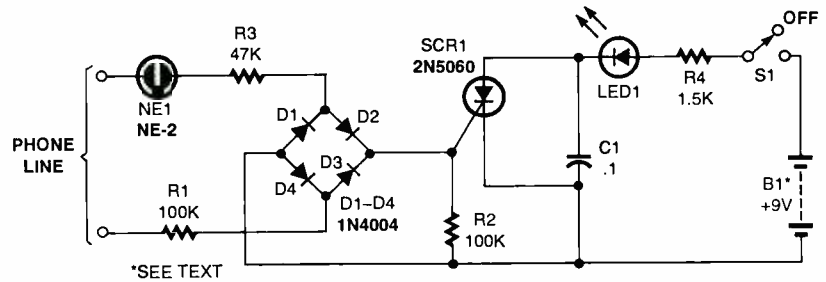 OFF
R3
47K
SCR1
2N5060
S1
R4
1.5K
LED1
NE1
NE-2
D1
D2
PHONE
LINE
D4
D3
C1
.1
B1*
+9V
R1
100K
D1-D4
1N4004
R2
100K
*SEE TEXT